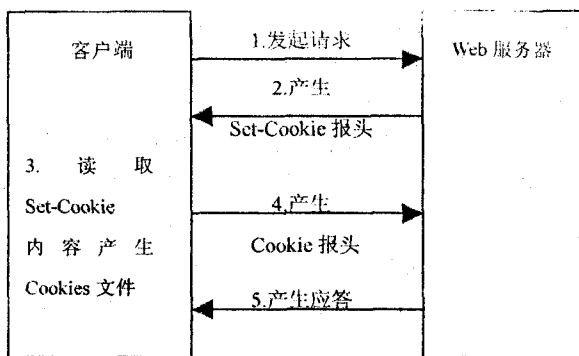 客户端
1.发起请求
Web 服务器
2.产生
Set-Cookie 报头
3. 读取
Set-Cookie
内容产生
Cookies 文件
4.产生
Cookie 报头
5.产生应答